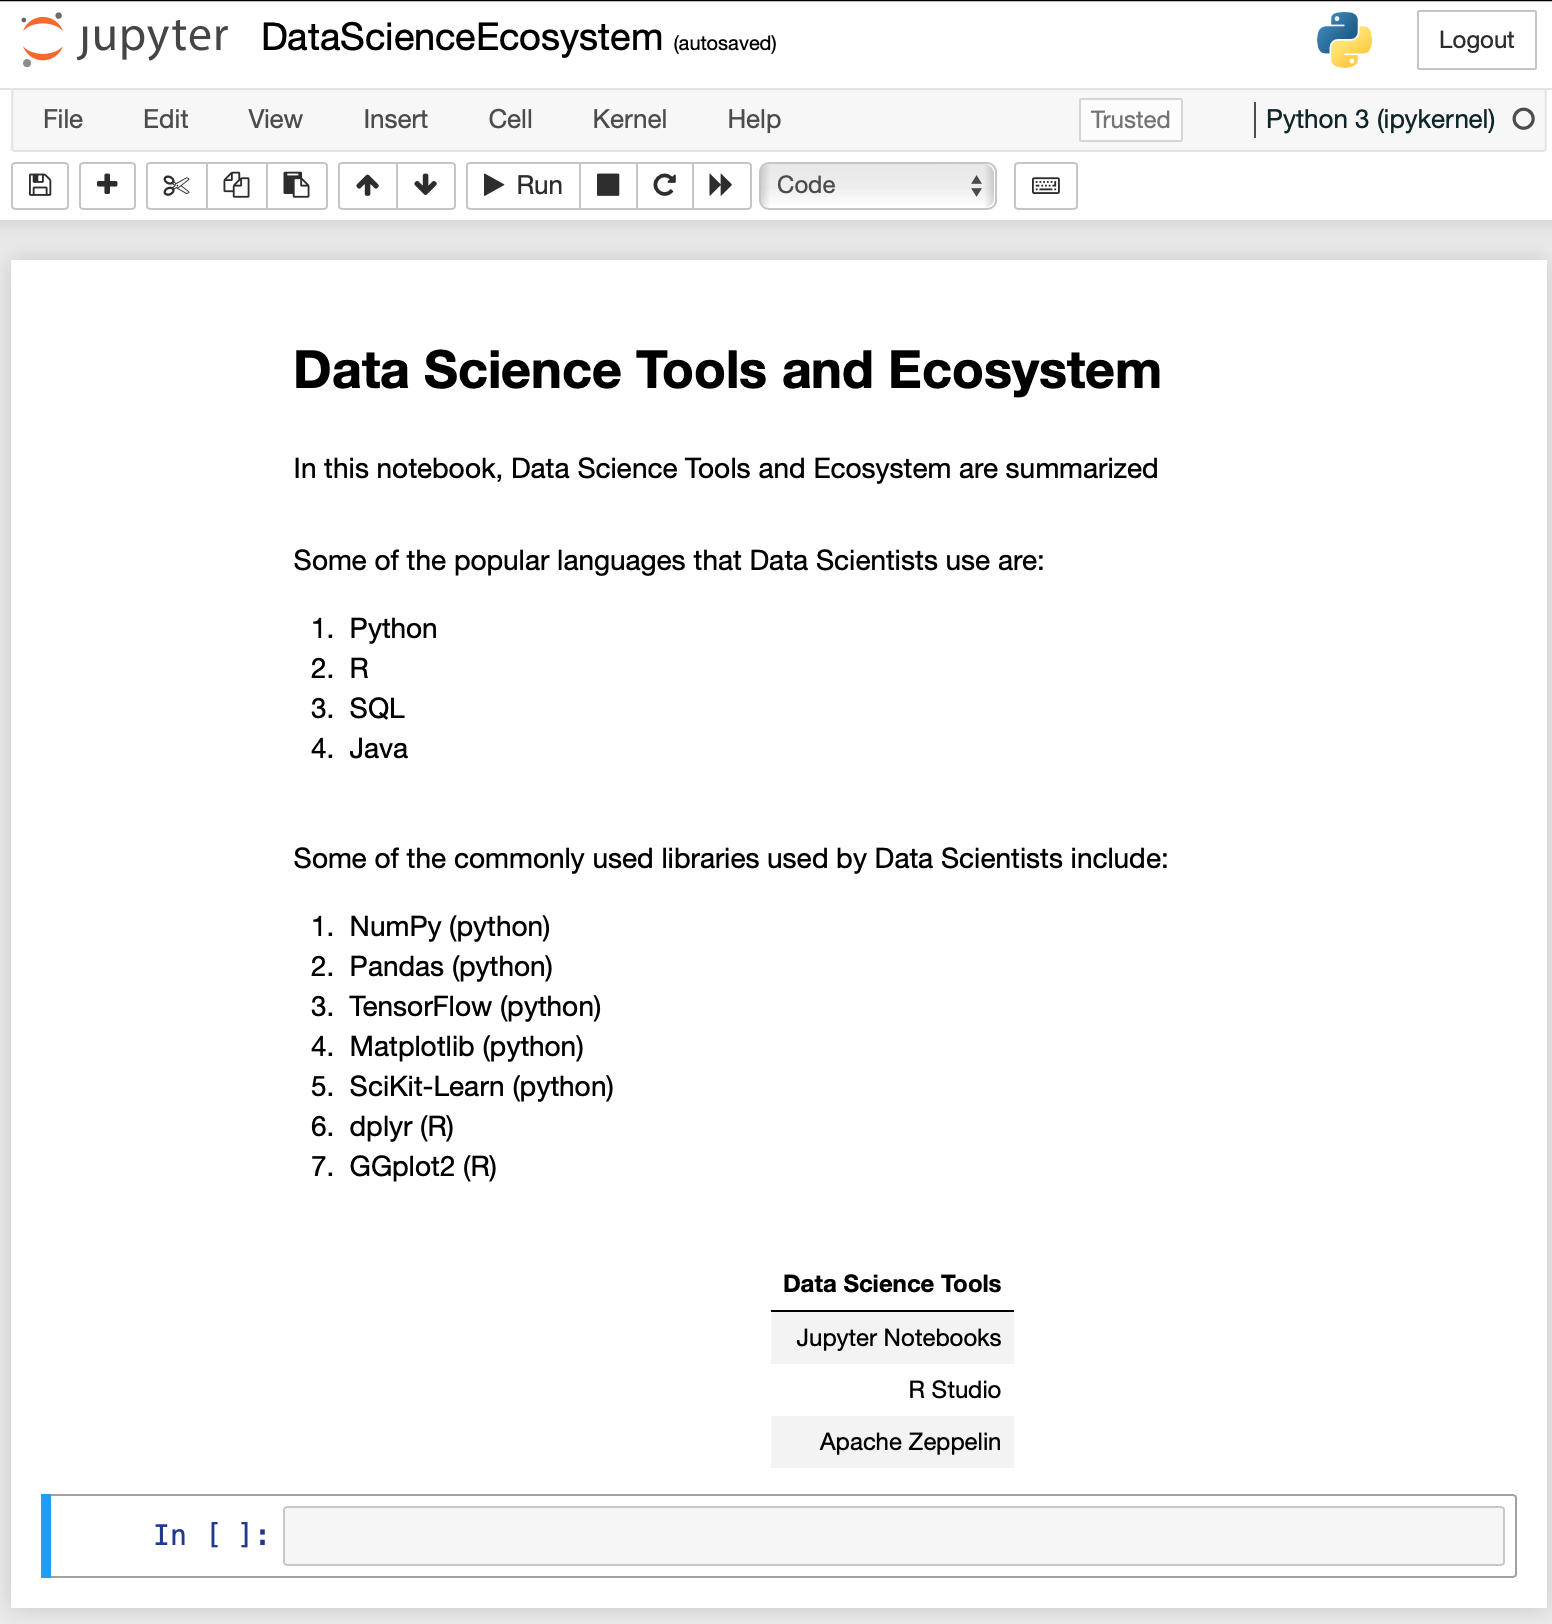 jupyter DataScienceEcosystem (autosaved) Logout
File Edit View Insert Cell Kernel Help Trusted Python 3 (ipykernel)
Run Code
Data Science Tools and Ecosystem
In this notebook, Data Science Tools and Ecosystem are summarized
Some of the popular languages that Data Scientists use are:
1. Python
2. R
3. SQL
4. Java
Some of the commonly used libraries used by Data Scientists include:
1. NumPy (python)
2. Pandas (python)
3. TensorFlow (python)
4. Matplotlib (python)
5. SciKit-Learn (python)
6. dplyr (R)
7. GGplot2 (R)
Data Science Tools
Jupyter Notebooks
R Studio
Apache Zeppelin
In [ ]: